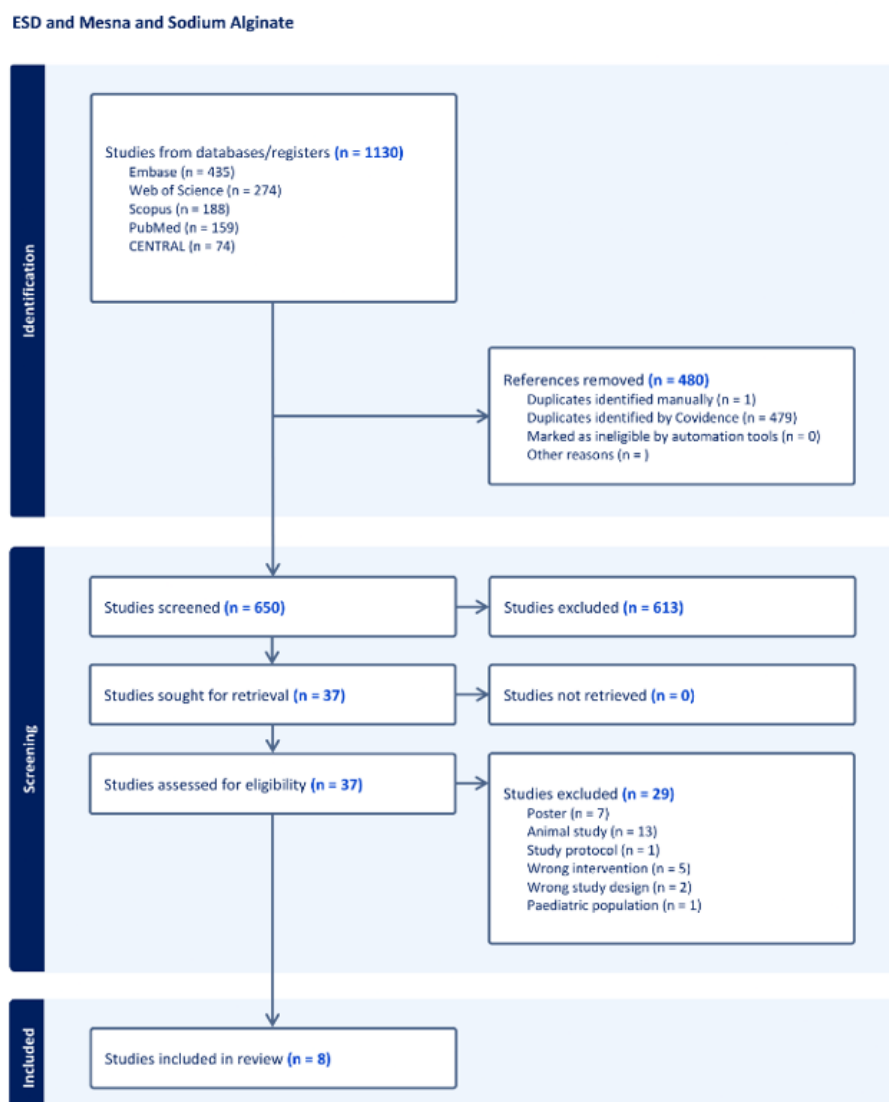 ESD and Mesna and Sodium Alginate
Identification
Studies from databases/registers (n = 1130)
Embase (n = 435)
Web of Science (n = 274)
Scopus (n = 188)
PubMed (n = 159)
CENTRAL (n = 74)
References removed (n = 480)
Duplicates identified manually (n = 1)
Duplicates identified by Covidence (n = 479)
Marked as ineligible by automation tools (n = 0)
Other reasons (n = )
Screening
Studies screened (n = 650)
Studies excluded (n = 613)
Studies sought for retrieval (n = 37)
Studies not retrieved (n = 0)
Studies assessed for eligibility (n = 37)
Studies excluded (n = 29)
Poster (n = 7)
Animal study (n = 13)
Study protocol (n = 1)
Wrong intervention (n = 5)
Wrong study design (n = 2)
Paediatric population (n = 1)
Included
Studies included in review (n = 8)